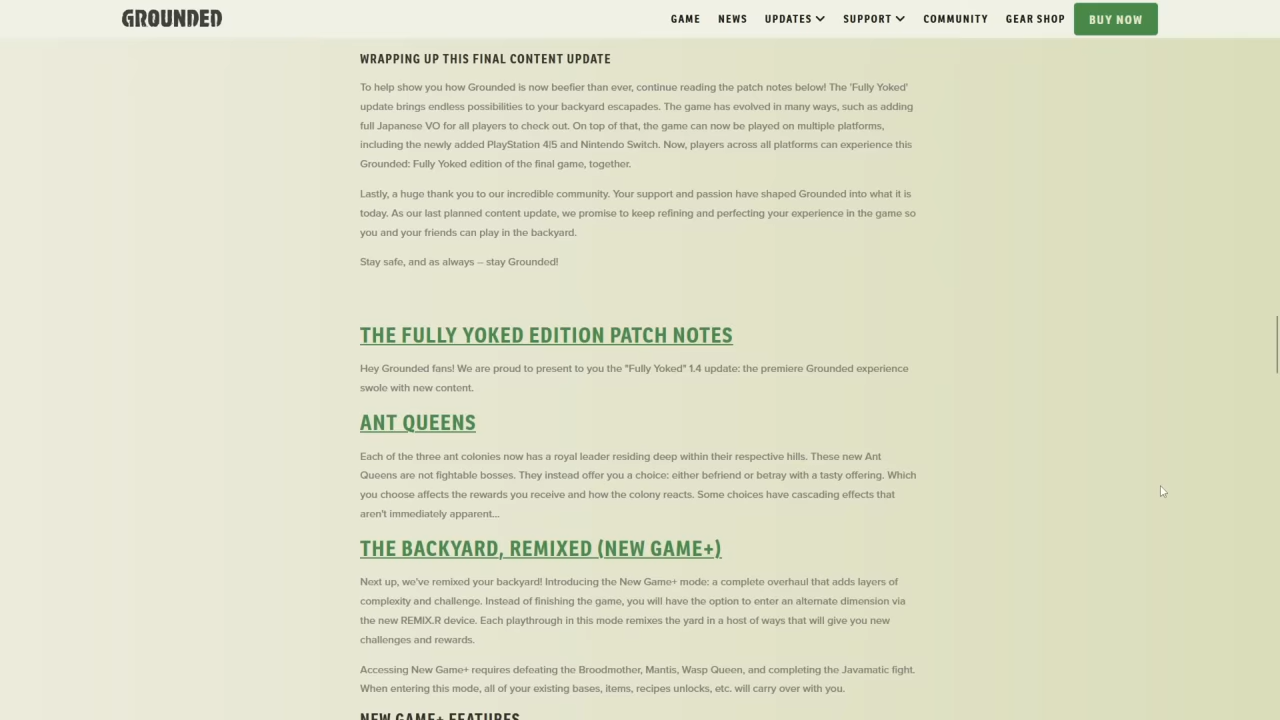 GROUNDED
GAME NEWS UPDATES SUPPORT COMMUNITY GEAR SHOP BUY NOW
WRAPPING UP THIS FINAL CONTENT UPDATE
To help show you how Grounded is now beefier than ever, continue reading the patch notes below! The 'Fully Yoked'
update brings endless possibilities to your backyard escapades. The game has evolved in many ways, such as adding
full Japanese VO for all players to check out. On top of that, the game can now be played on multiple platforms,
including the newly added PlayStation 4|5 and Nintendo Switch. Now, players across all platforms can experience this
Grounded: Fully Yoked edition of the final game, together.
Lastly, a huge thank you to our incredible community. Your support and passion have shaped Grounded into what it is
today. As our last planned content update, we promise to keep refining and perfecting your experience in the game so
you and your friends can play in the backyard.
Stay safe, and as always -- stay Grounded!
THE FULLY YOKED EDITION PATCH NOTES
Hey Grounded fans! We are proud to present to you the "Fully Yoked" 1.4 update: the premiere Grounded experience
swole with new content.
ANT QUEENS
Each of the three ant colonies now has a royal leader residing deep within their respective hills. These new Ant
Queens are not fightable bosses. They instead offer you a choice: either befriend or betray with a tasty offering. Which
you choose affects the rewards you receive and how the colony reacts. Some choices have cascading effects that
aren't immediately apparent...
THE BACKYARD, REMIXED (NEW GAME+)
Next up, we've remixed your backyard! Introducing the New Game+ mode: a complete overhaul that adds layers of
complexity and challenge. Instead of finishing the game, you will have the option to enter an alternate dimension via
the new REMIX.R device. Each playthrough in this mode remixes the yard in a host of ways that will give you new
challenges and rewards.
Accessing New Game+ requires defeating the Broodmother, Mantis, Wasp Queen, and completing the Javamatic fight.
When entering this mode, all of your existing bases, items, recipes unlocks, etc. will carry over with you.
NEW GAME+ FEATURES